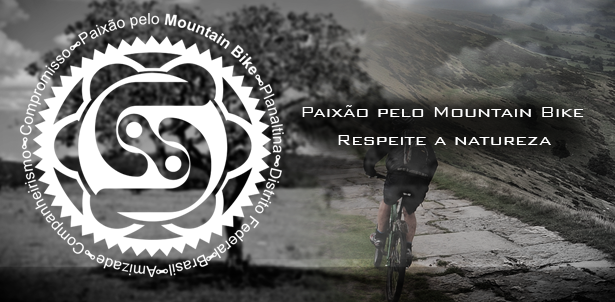 Companheirismo∞Compromisso∞Paixão pelo Mountain Bike∞Planaltina∞Distrito Federal∞Brasil∞Amizade∞
Paixão pelo Mountain Bike
Respeite a natureza